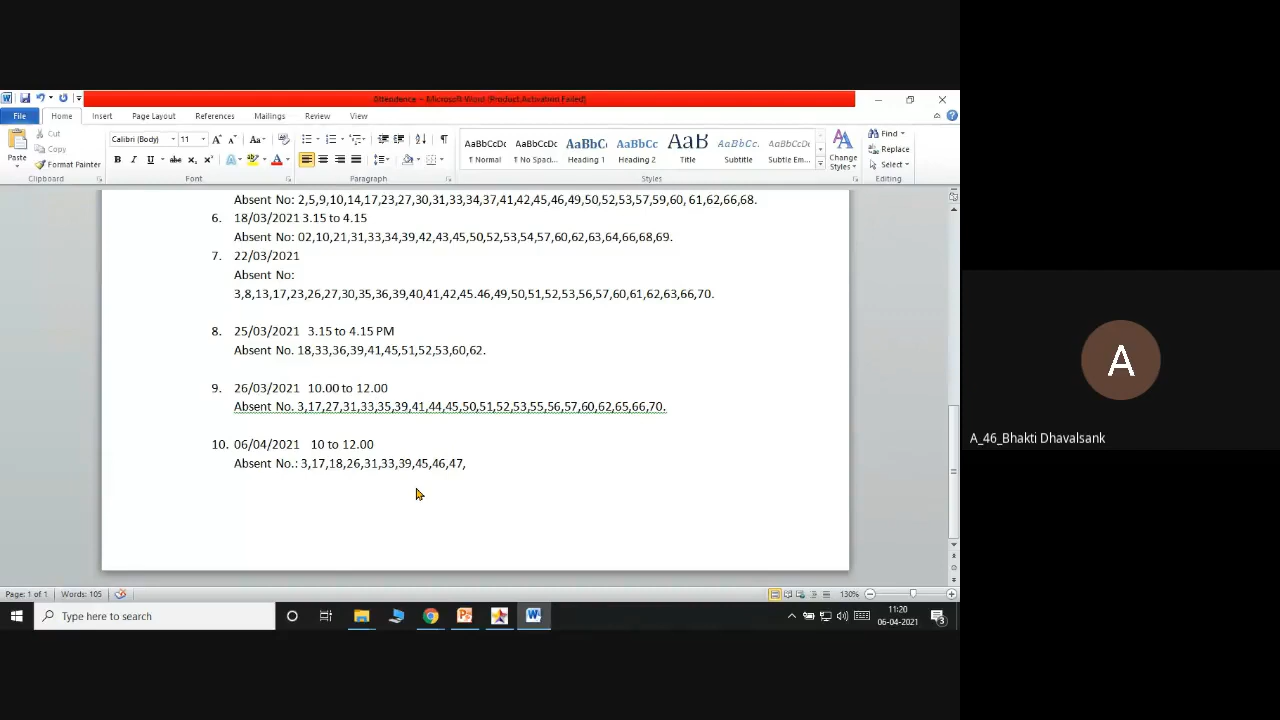 Attendence - Microsoft Word (Product Activation Failed)
File Home Insert Page Layout References Mailings Review View
Paste
Cut
Copy
Format Painter
Clipboard
Calibri (Body) 11
Font
Paragraph
AaBbCcDc AaBbCcDc AaBbC AaBbCc AaB AaBbCc. AaBbCcDc
¶ Normal ¶ No Spaci... Heading 1 Heading 2 Title Subtitle Subtle Em...
Change Styles
Styles
Find
Replace
Select
Editing
Absent No: 2,5,9,10,14,17,23,27,30,31,33,34,37,41,42,45,46,49,50,52,53,57,59,60, 61,62,66,68.
6. 18/03/2021 3.15 to 4.15
Absent No: 02,10,21,31,33,34,39,42,43,45,50,52,53,54,57,60,62,63,64,66,68,69.
7. 22/03/2021
Absent No:
3,8,13,17,23,26,27,30,35,36,39,40,41,42,45.46,49,50,51,52,53,56,57,60,61,62,63,66,70.
8. 25/03/2021 3.15 to 4.15 PM
Absent No. 18,33,36,39,41,45,51,52,53,60,62.
9. 26/03/2021 10.00 to 12.00
Absent No. 3,17,27,31,33,35,39,41,44,45,50,51,52,53,55,56,57,60,62,65,66,70.
10. 06/04/2021 10 to 12.00
Absent No.: 3,17,18,26,31,33,39,45,46,47,
A
A_46_Bhakti Dhavalsank
Page: 1 of 1 Words: 105 130%
Type here to search
11:20
06-04-2021
3